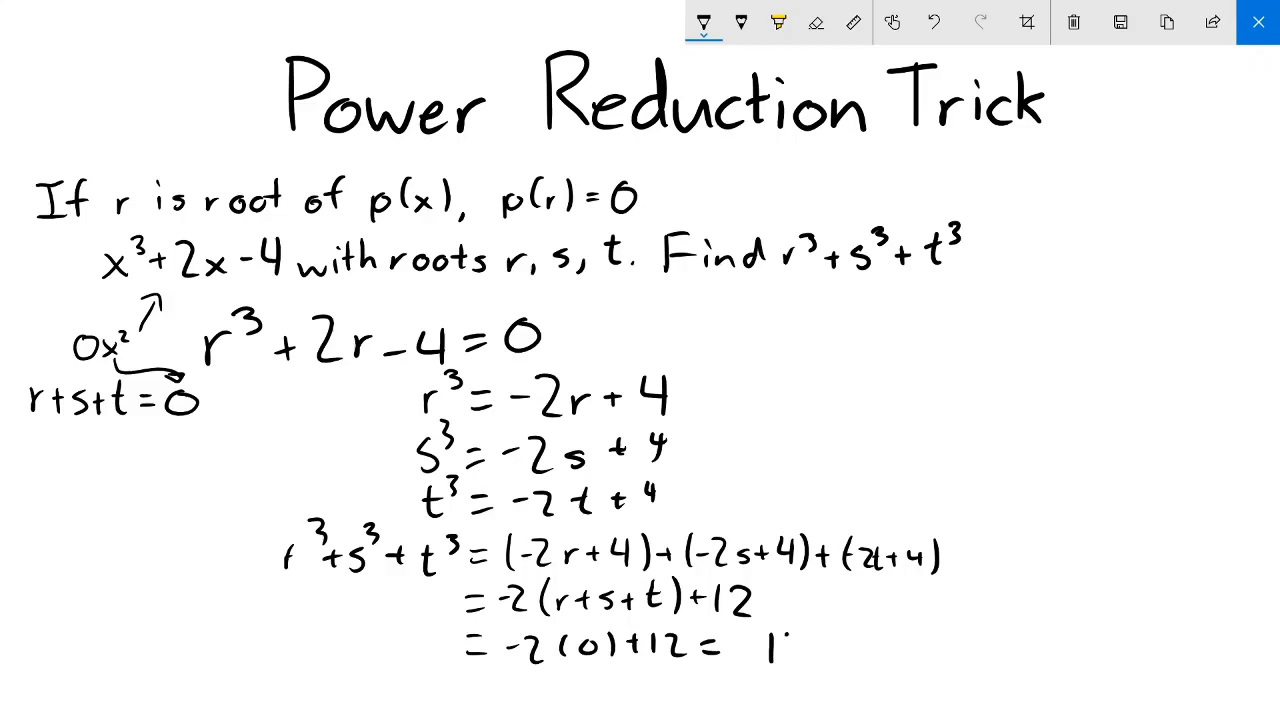 Power Reduction Trick
If r is root of p(x), p(r)=0
x³+2x-4 with roots r, s, t. Find r³+s³+t³
0x²
r³+2r-4=0
r+s+t=0
r³=-2r+4
s³=-2s+4
t³=-2t+4
r³+s³+t³=(-2r+4)+(-2s+4)+(-2t+4)
=-2(r+s+t)+12
=-2(0)+12= 1